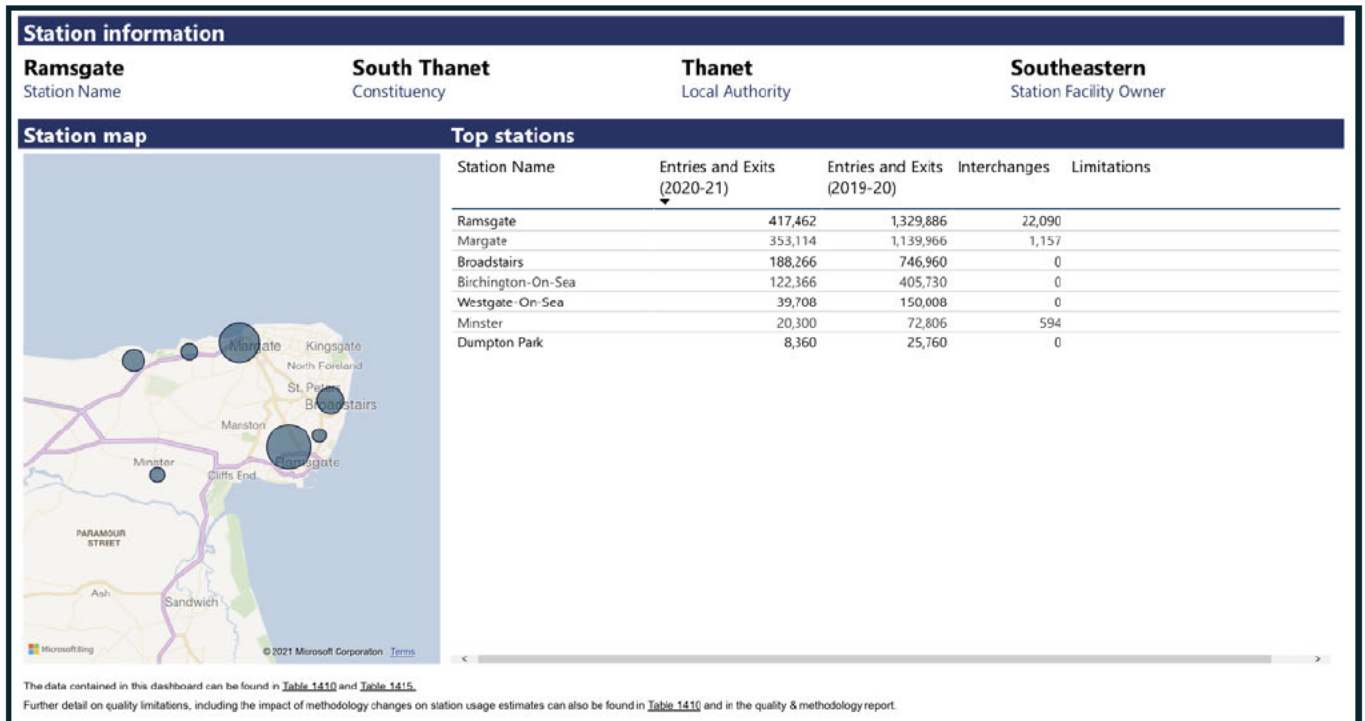 Station information
Ramsgate South Thanet Thanet Southeastern
Station Name Constituency Local Authority Station Facility Owner
Station map Top stations
Station Name Entries and Exits (2020-21) Entries and Exits (2019-20) Interchanges Limitations
Ramsgate 417,462 1,329,886 22,090
Margate 353,114 1,139,966 1,157
Broadstairs 188,266 746,960 0
Birchington-On-Sea 122,366 405,730 0
Westgate-On-Sea 39,708 150,008 0
Minster 20,300 72,806 594
Dumpton Park 8,360 25,760 0
Margate Kingsgate
North Foreland
St. Peters
Broadstairs
Manston
Minster Ramsgate
Cliffs End
PARAMOUR
STREET
Ash
Sandwich
Microsoft Bing © 2021 Microsoft Corporation Terms
The data contained in this dashboard can be found in Table 1410 and Table 1415.
Further detail on quality limitations, including the impact of methodology changes on station usage estimates can also be found in Table 1410 and in the quality & methodology report.